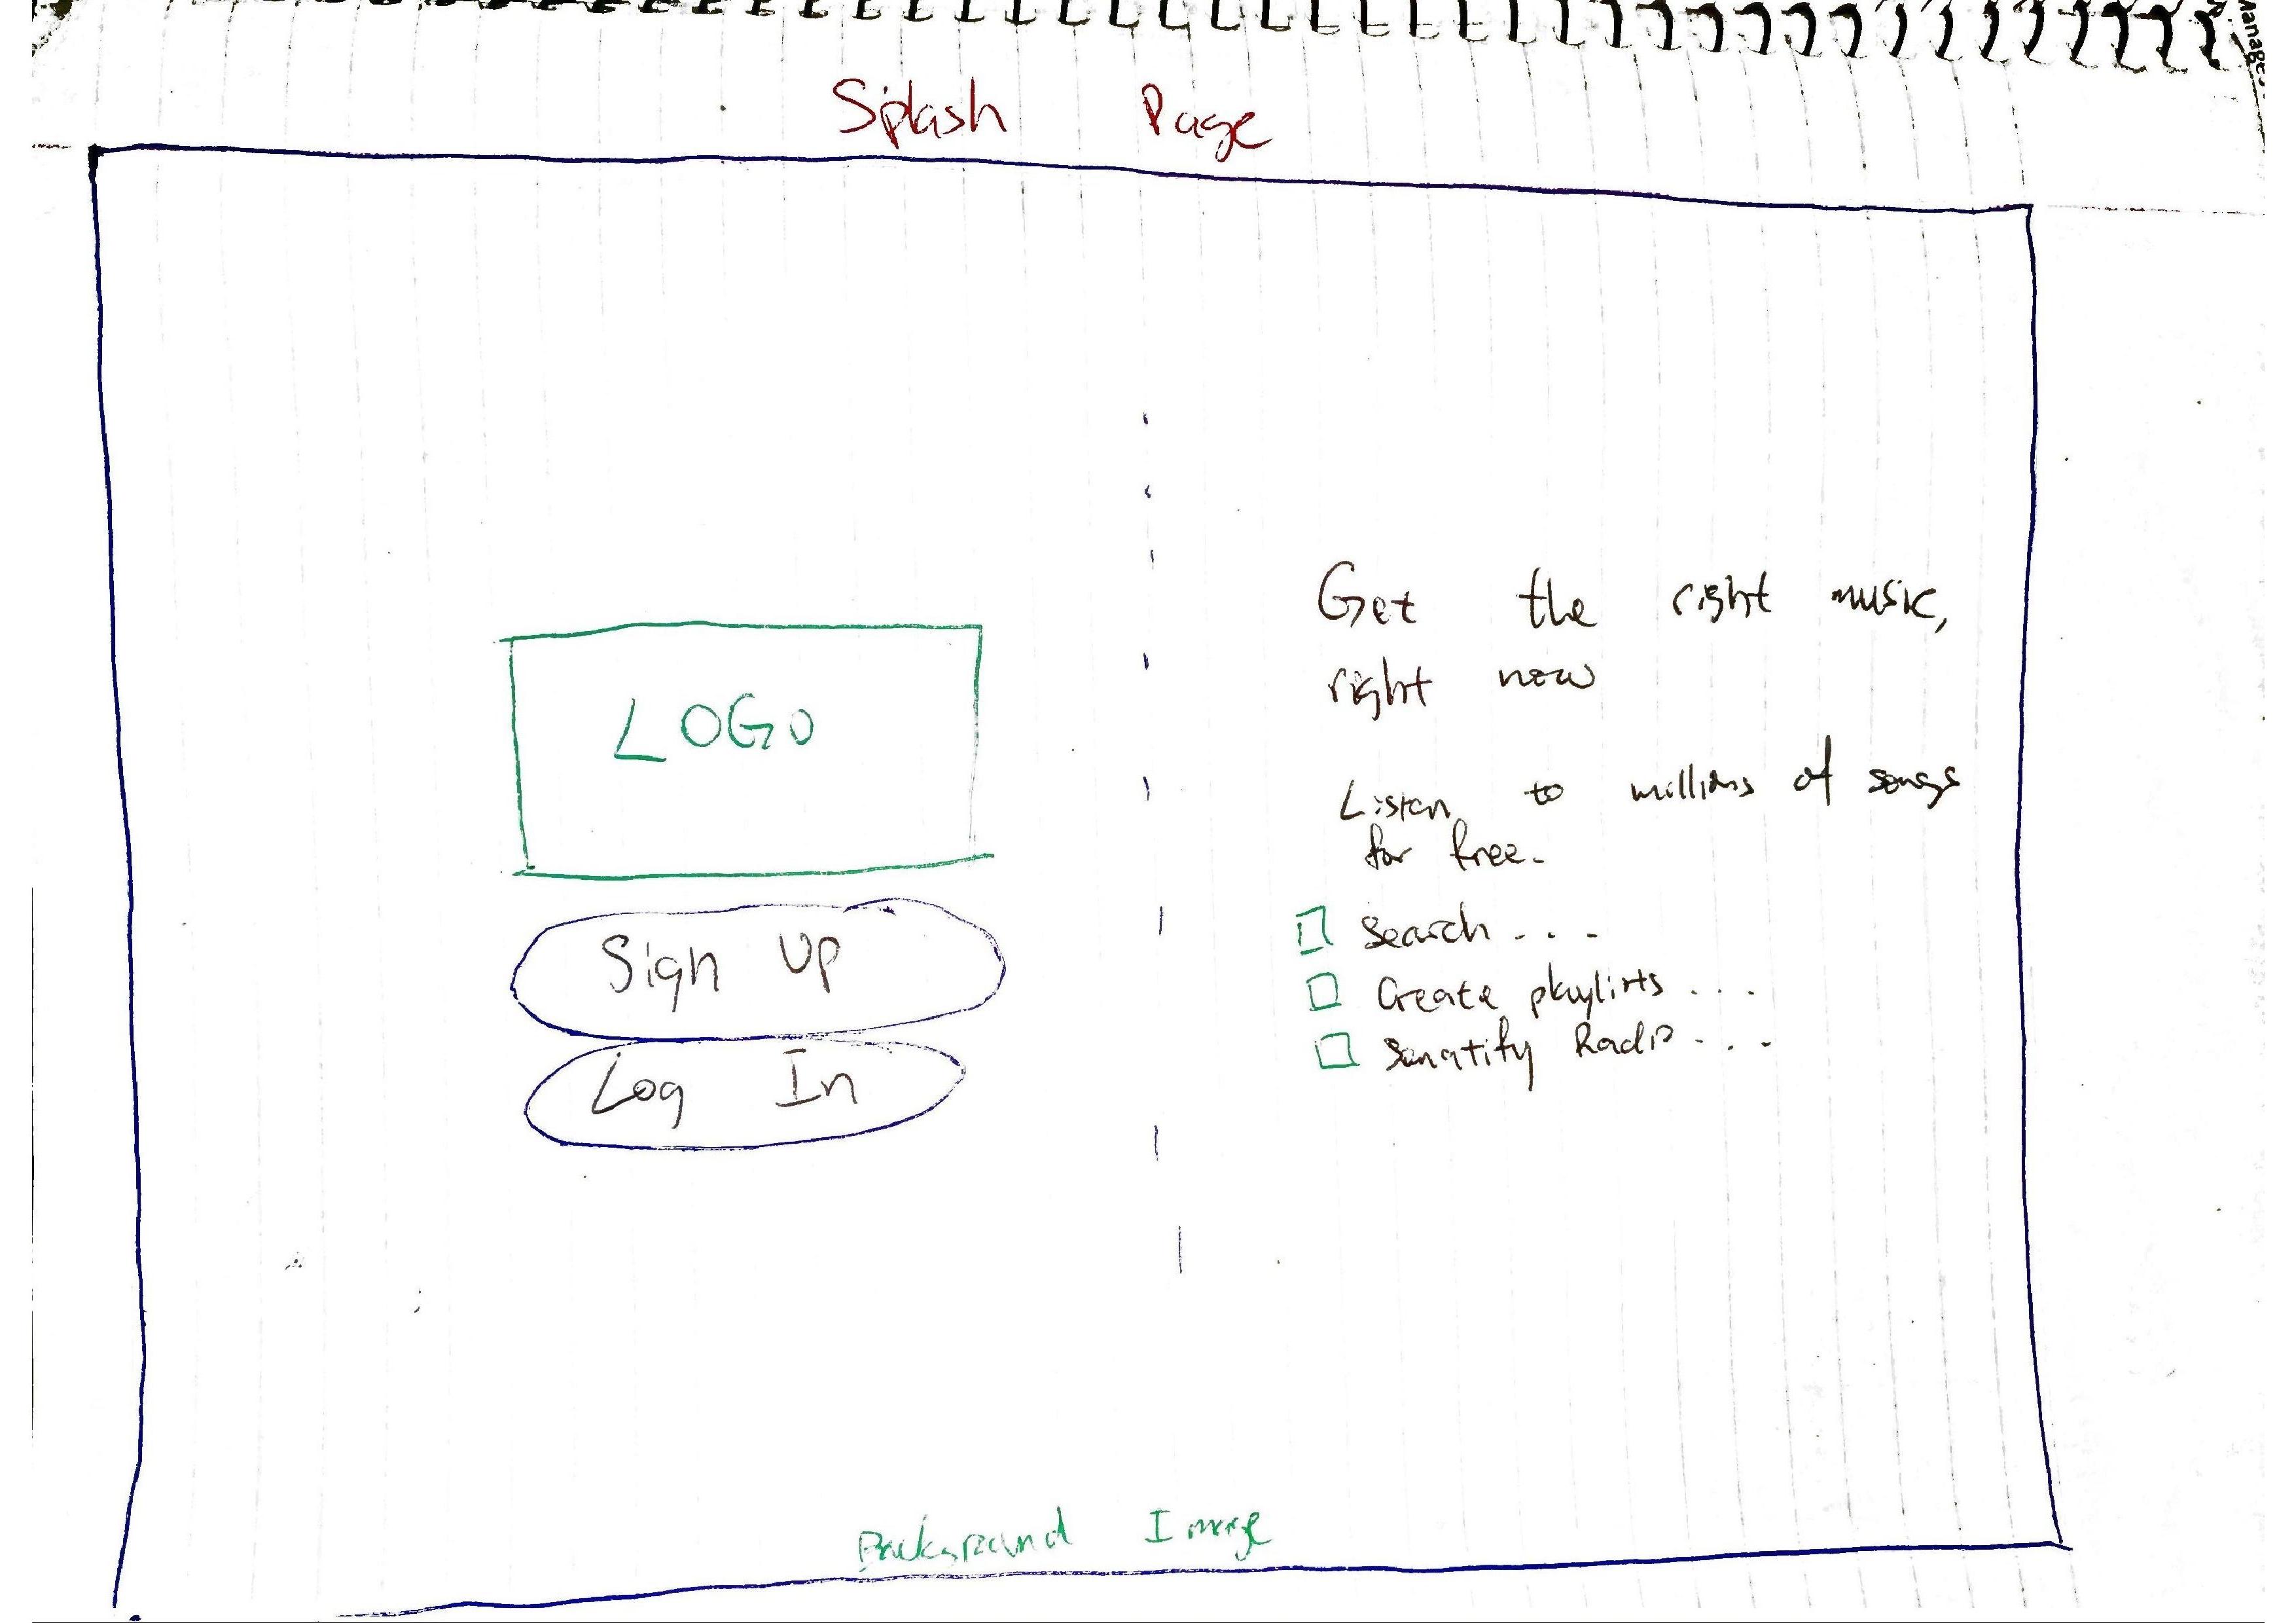 Splash Page
LOGO
Sign Up
Log In
Get the right music,
right now
Listen to millions of songs
for free.
Search . . .
Create playlists . . .
Sonatify Radio . . .
Background Image
Manage